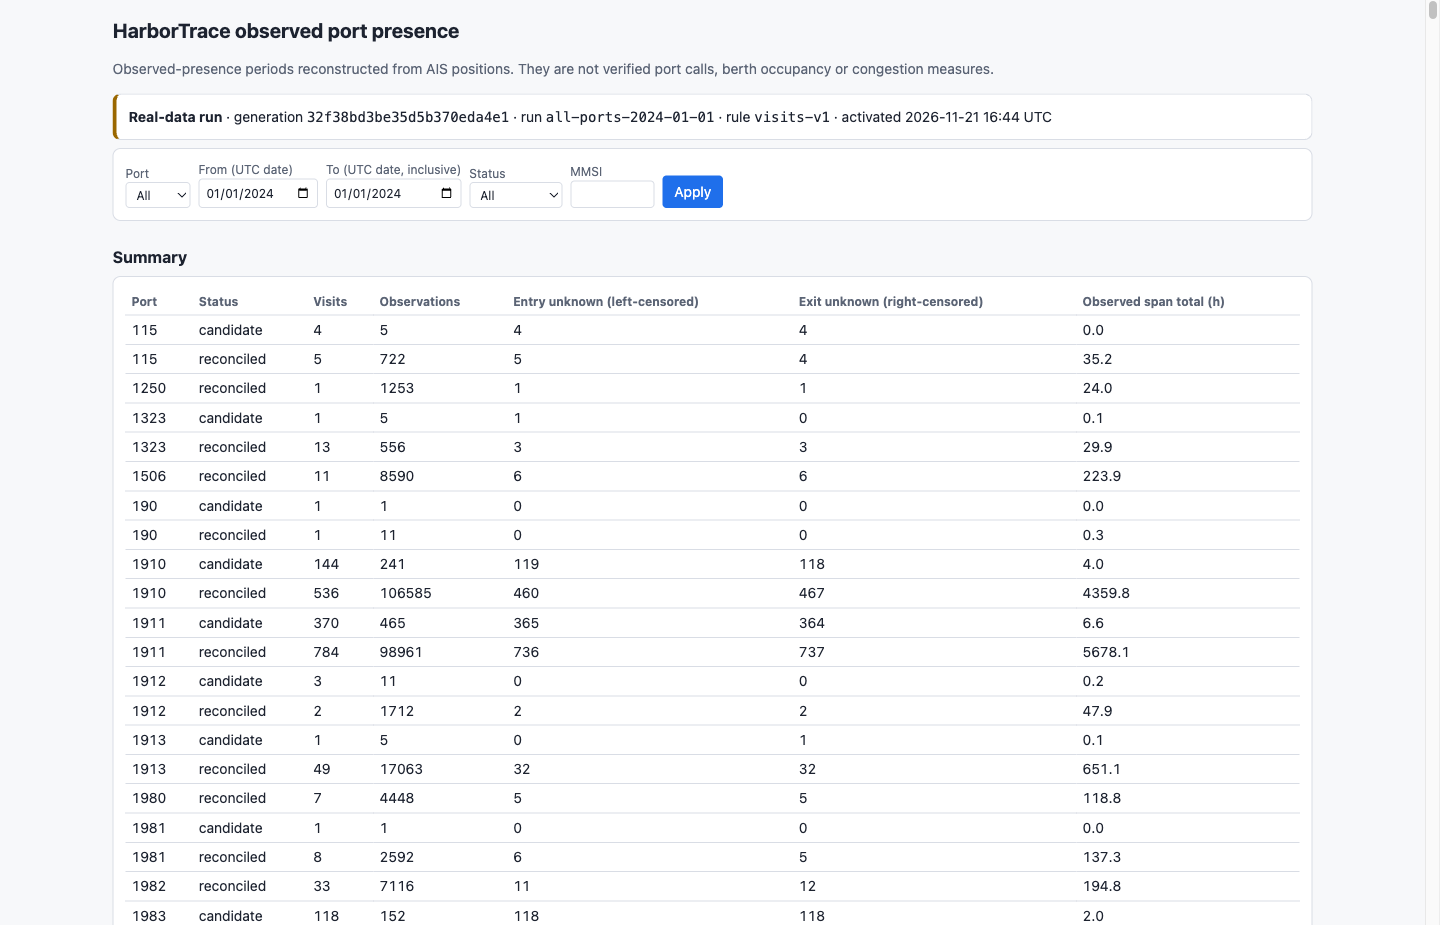 HarborTrace observed port presence
Observed-presence periods reconstructed from AIS positions. They are not verified port calls, berth occupancy or congestion measures.
Real-data run · generation 32f38bd3be35d5b370eda4e1 · run all-ports-2024-01-01 · rule visits-v1 · activated 2026-11-21 16:44 UTC
Port From (UTC date) To (UTC date, inclusive) Status MMSI
All 01/01/2024 01/01/2024 All Apply
Summary
Port Status Visits Observations Entry unknown (left-censored) Exit unknown (right-censored) Observed span total (h)
115 candidate 4 5 4 4 0.0
115 reconciled 5 722 5 4 35.2
1250 reconciled 1 1253 1 1 24.0
1323 candidate 1 5 1 0 0.1
1323 reconciled 13 556 3 3 29.9
1506 reconciled 11 8590 6 6 223.9
190 candidate 1 1 0 0 0.0
190 reconciled 1 11 0 0 0.3
1910 candidate 144 241 119 118 4.0
1910 reconciled 536 106585 460 467 4359.8
1911 candidate 370 465 365 364 6.6
1911 reconciled 784 98961 736 737 5678.1
1912 candidate 3 11 0 0 0.2
1912 reconciled 2 1712 2 2 47.9
1913 candidate 1 5 0 1 0.1
1913 reconciled 49 17063 32 32 651.1
1980 reconciled 7 4448 5 5 118.8
1981 candidate 1 1 0 0 0.0
1981 reconciled 8 2592 6 5 137.3
1982 reconciled 33 7116 11 12 194.8
1983 candidate 118 152 118 118 2.0